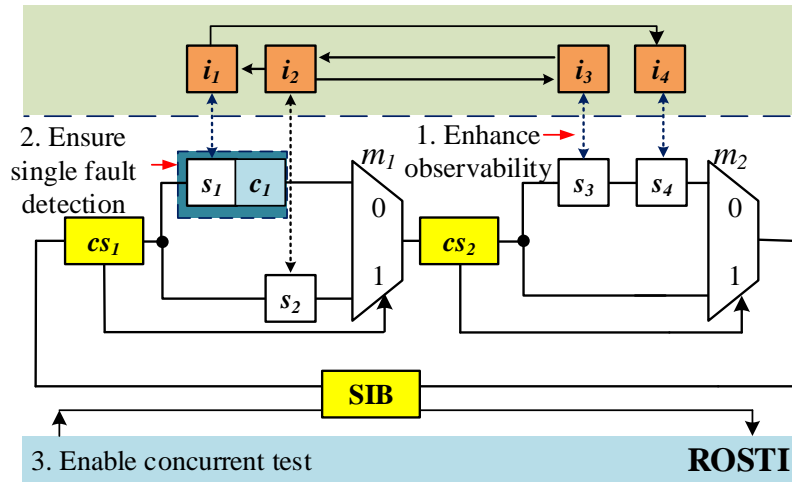 i1 i2 i3 i4
2. Ensure
single fault
detection
1. Enhance
observability
m1
m2
s1 c1
s3 s4
0
0
cs1
cs2
1
1
s2
SIB
3. Enable concurrent test
ROSTI